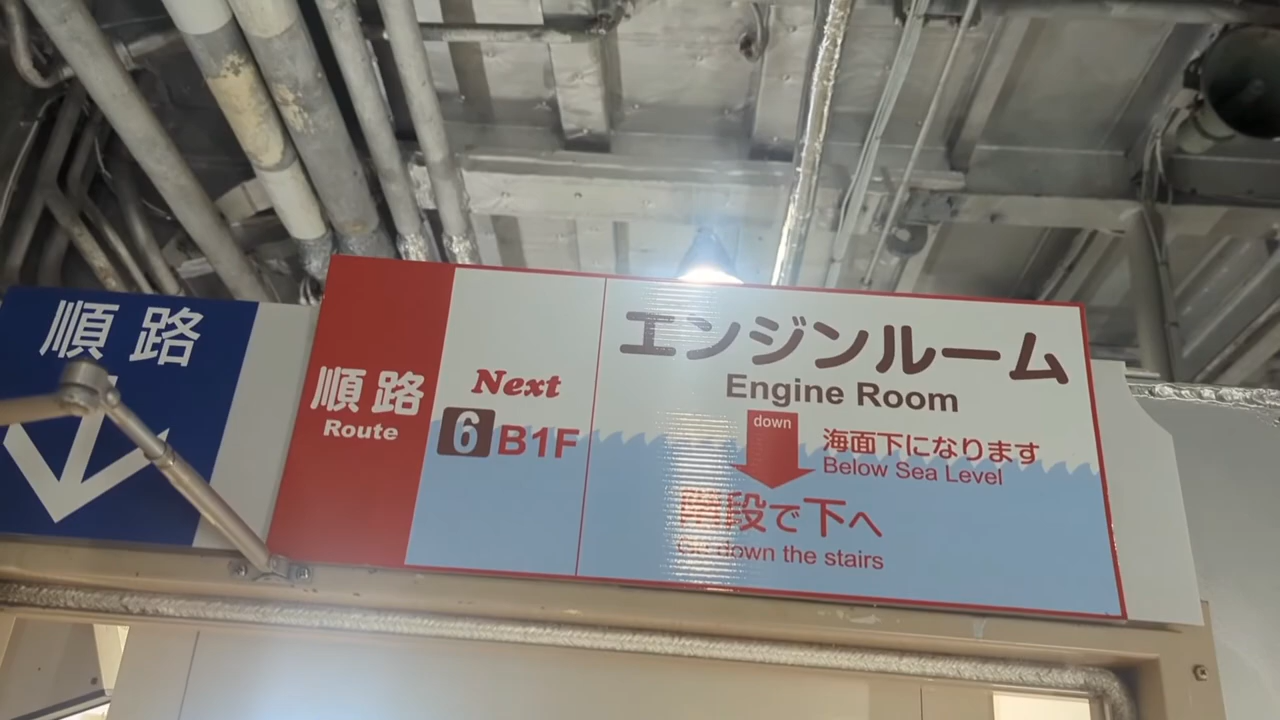 順路
順路
Route
Next
6 B1F
エンジンルーム
Engine Room
down
海面下になります
Below Sea Level
階段で下へ
Go down the stairs